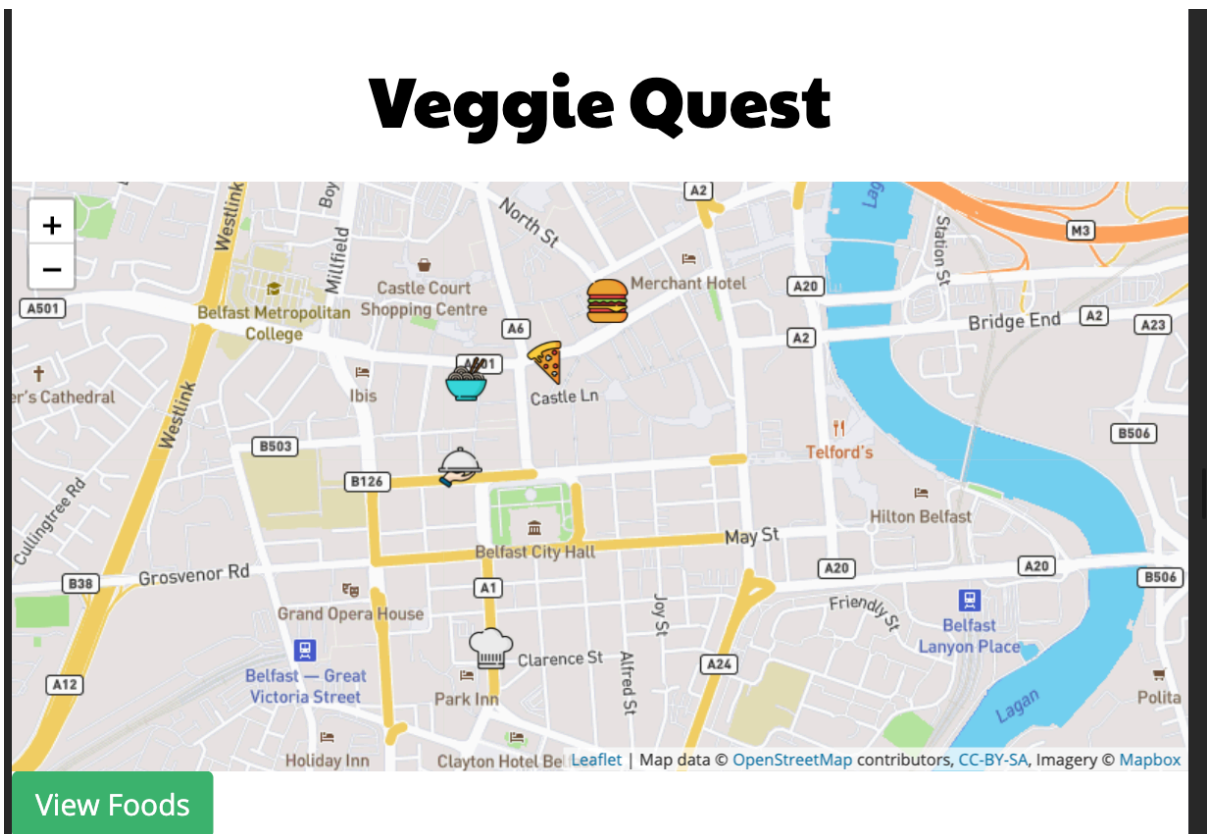 Veggie Quest
+
−
Westlink
Boy
Millfield
North St
A2
Lag
Station St
M3
A501
Belfast Metropolitan
College
Castle Court
Shopping Centre
Merchant Hotel
A20
A2
Bridge End
A2
A23
A6
er's Cathedral
Westlink
Ibis
Castle Ln
B503
B126
Telford's
B506
Cullingtree Rd
Hilton Belfast
Belfast City Hall
May St
B38
Grosvenor Rd
A1
A20
A20
B506
Grand Opera House
Joy St
Friendly St
Belfast
Lanyon Place
Belfast — Great
Victoria Street
A12
Clarence St
Alfred St
A24
Park Inn
Lagan
Polita
Holiday Inn
Clayton Hotel Be
Leaflet | Map data © OpenStreetMap contributors, CC-BY-SA, Imagery © Mapbox
View Foods